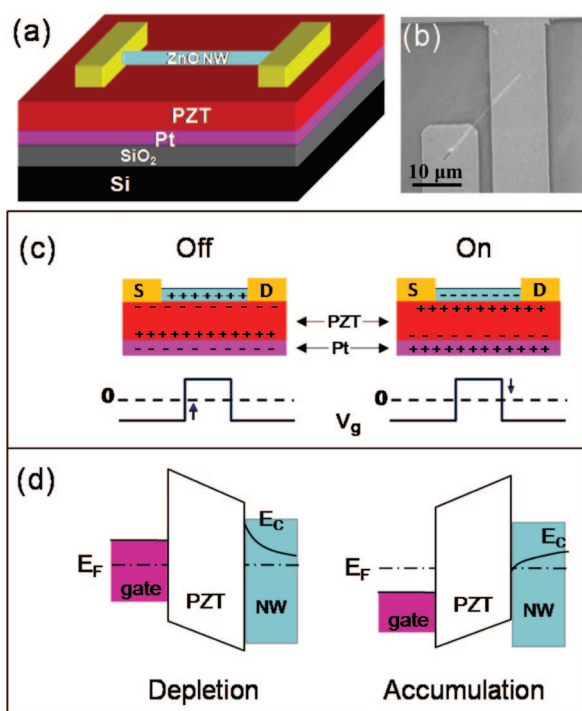 (a)
ZnO NW
PZT
Pt
SiO₂
Si
(b)
10 μm
(c)
Off
On
S
D
S
D
+ + + + + + +
- - - - - - -
PZT
Pt
0
0
Vg
(d)
EF
gate
PZT
EC
NW
EF
gate
PZT
EC
NW
Depletion
Accumulation